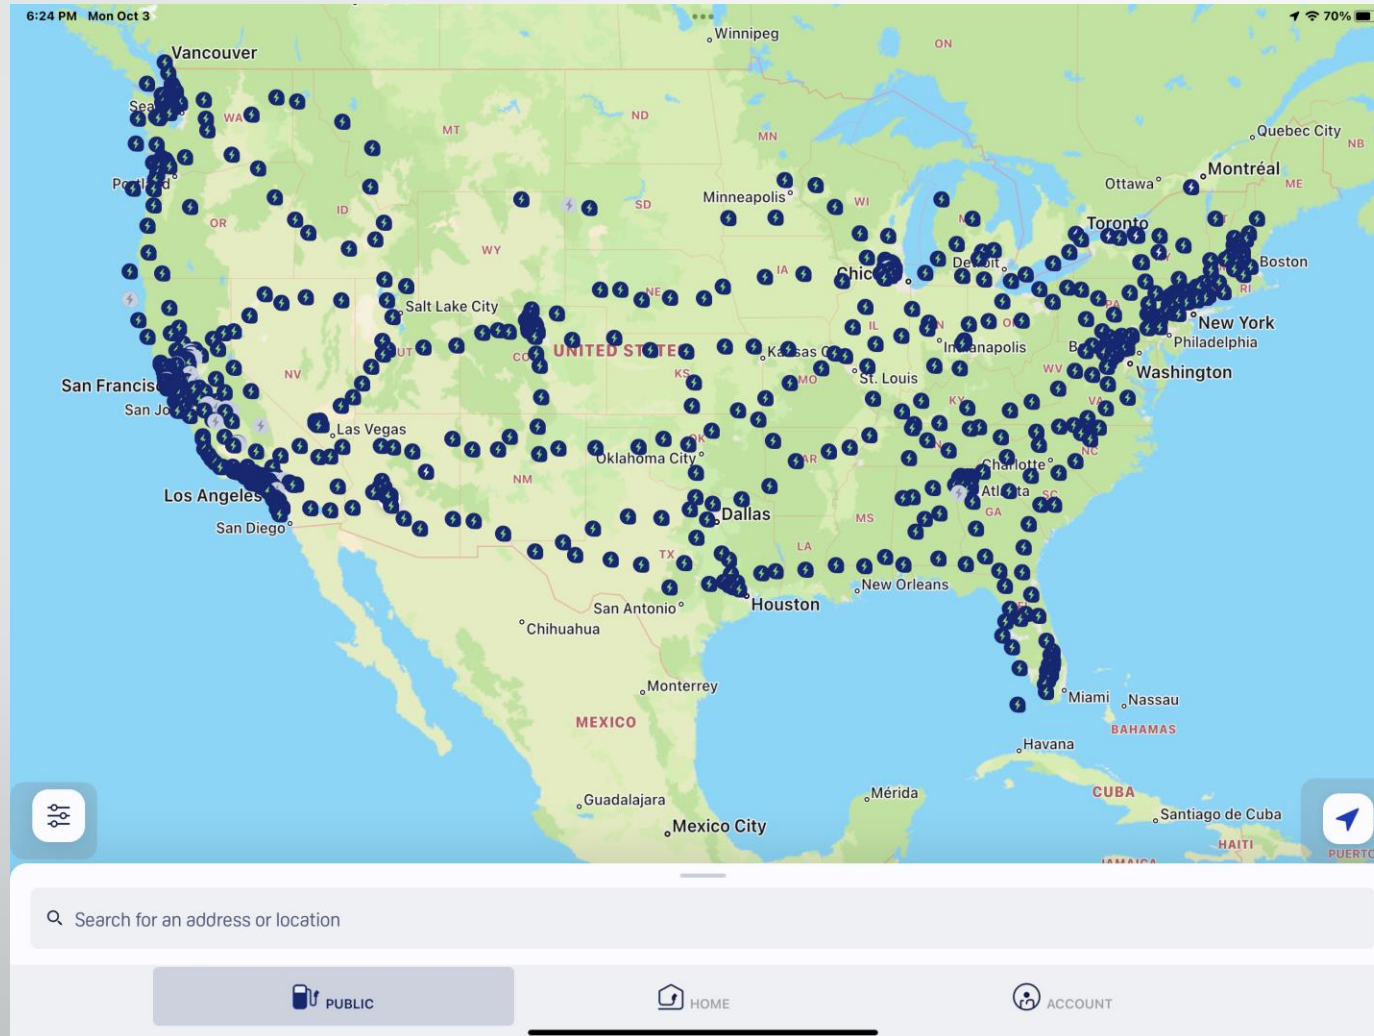 6:24 PM Mon Oct 3
70%
Winnipeg
ON
Vancouver
WA
MT
ND
MN
Quebec City
NB
Montréal
Ottawa
ME
Minneapolis
WI
OR
ID
SD
Toronto
WY
Boston
IA
Salt Lake City
NE
RI
PA
IL
New York
Philadelphia
Indianapolis
NV
KS
MO
St. Louis
WV
Washington
KY
VA
Las Vegas
OK
Oklahoma City
AR
NC
Charlotte
NM
Los Angeles
Atlanta
SC
San Diego
Dallas
MS
GA
TX
LA
New Orleans
San Antonio
Houston
Chihuahua
Monterrey
Miami
Nassau
MEXICO
BAHAMAS
Havana
Guadalajara
Mérida
CUBA
Mexico City
Santiago de Cuba
HAITI
Search for an address or location
PUBLIC
HOME
ACCOUNT